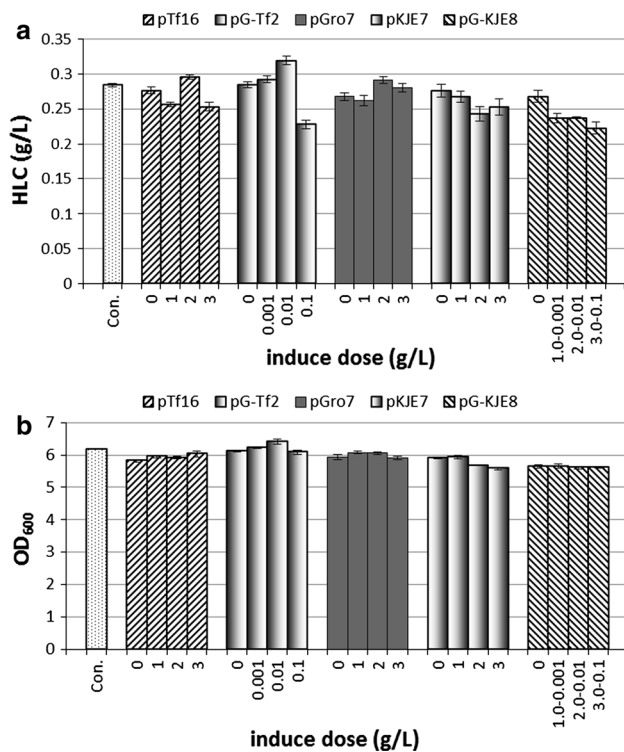 a
pTf16 pG-Tf2 pGro7 pKJE7 pG-KJE8
HLC (g/L)
0.35
0.3
0.25
0.2
0.15
0.1
0.05
0
Con. 0 1 2 3 0 0.001 0.01 0.1 0 1 2 3 0 1 2 3 0 1.0-0.001 2.0-0.01 3.0-0.1
induce dose (g/L)
b
pTf16 pG-Tf2 pGro7 pKJE7 pG-KJE8
OD600
7
6
5
4
3
2
1
0
Con. 0 1 2 3 0 0.001 0.01 0.1 0 1 2 3 0 1 2 3 0 1.0-0.001 2.0-0.01 3.0-0.1
induce dose (g/L)